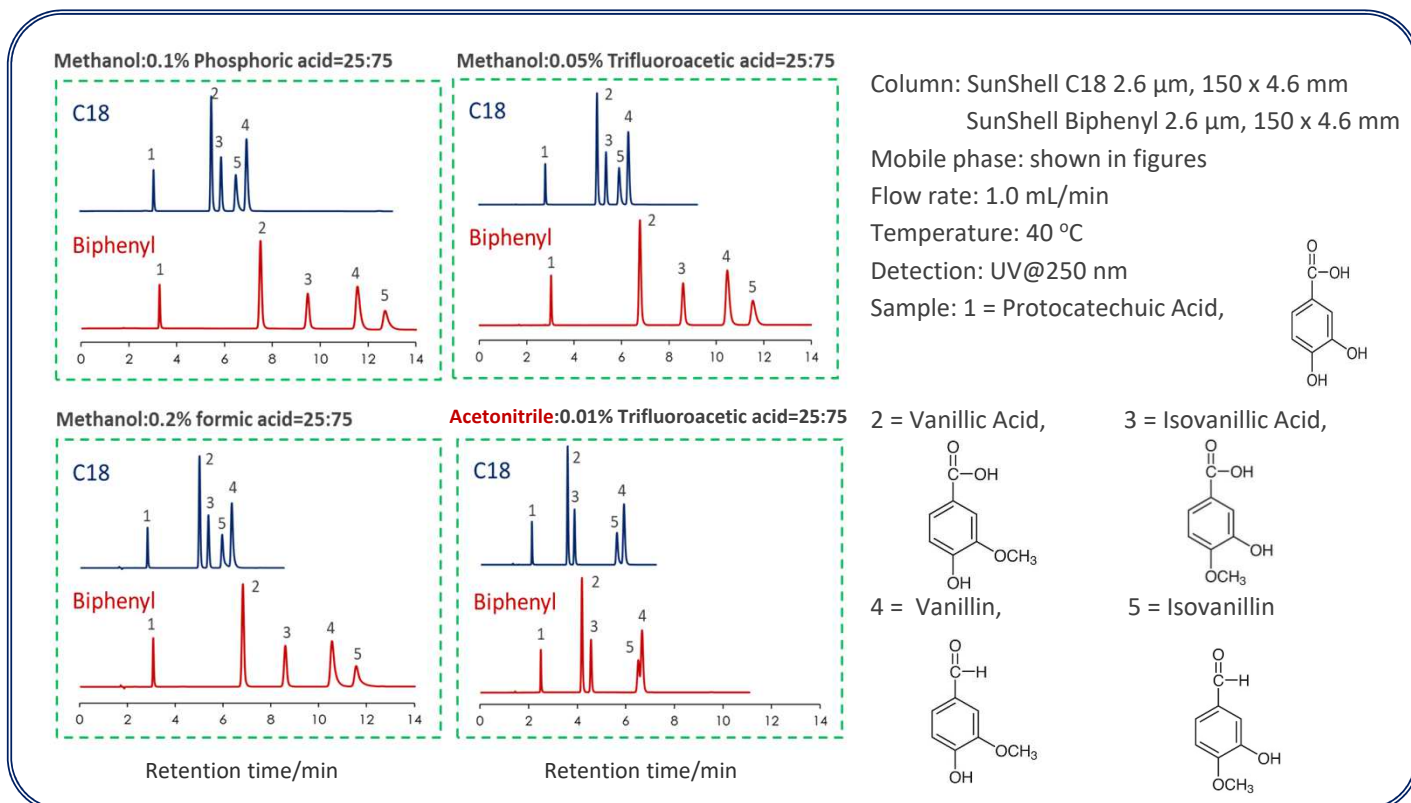 Methanol:0.1% Phosphoric acid=25:75
C18
1
2
3
5
4
Biphenyl
1
2
3
4
5
0 2 4 6 8 10 12 14
Methanol:0.05% Trifluoroacetic acid=25:75
C18
1
2
3
5
4
Biphenyl
1
2
3
4
5
0 2 4 6 8 10 12 14
Methanol:0.2% formic acid=25:75
C18
1
2
3
5
4
Biphenyl
1
2
3
4
5
0 2 4 6 8 10 12 14
Retention time/min
Acetonitrile:0.01% Trifluoroacetic acid=25:75
C18
1
2
3
5
4
Biphenyl
1
2
3
5
4
0 2 4 6 8 10 12 14
Retention time/min
Column: SunShell C18 2.6 µm, 150 x 4.6 mm
SunShell Biphenyl 2.6 µm, 150 x 4.6 mm
Mobile phase: shown in figures
Flow rate: 1.0 mL/min
Temperature: 40 °C
Detection: UV@250 nm
Sample: 1 = Protocatechuic Acid,
O
C–OH
OH
OH
2 = Vanillic Acid,
O
C–OH
OCH₃
OH
3 = Isovanillic Acid,
O
C–OH
OH
OCH₃
4 = Vanillin,
O
C–H
OCH₃
OH
5 = Isovanillin
O
C–H
OH
OCH₃